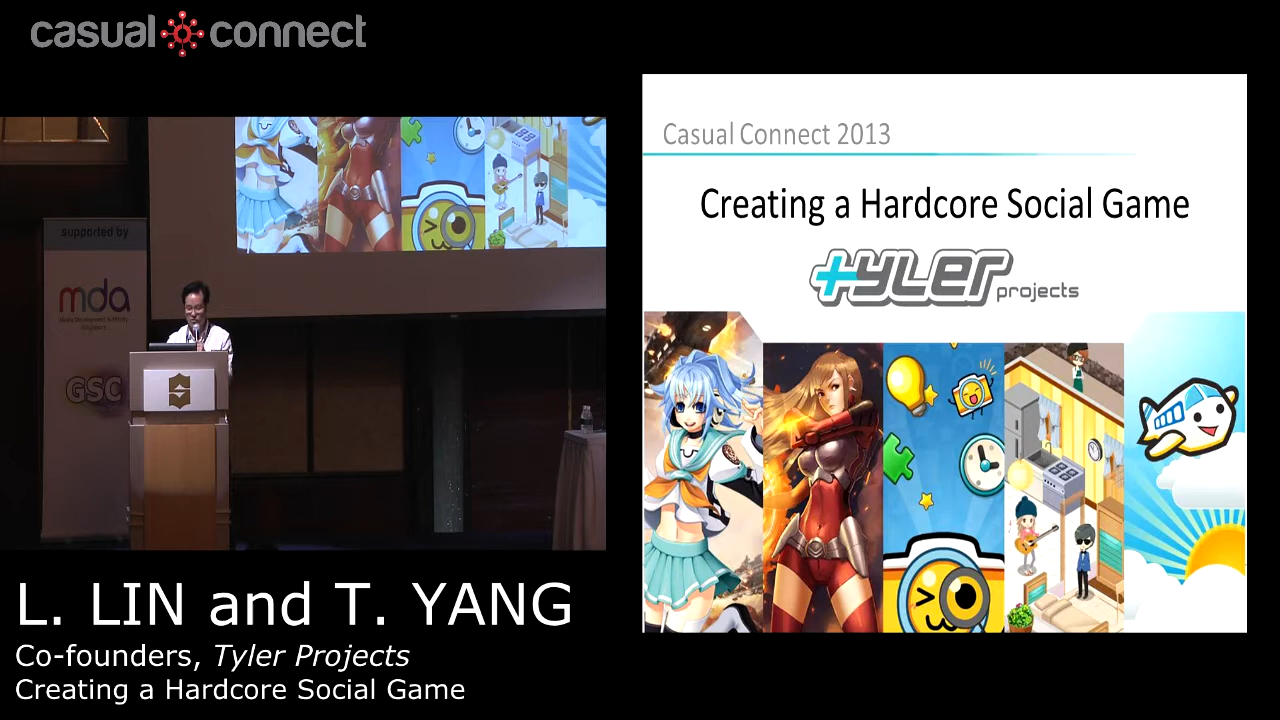 casual connect
Casual Connect 2013
Creating a Hardcore Social Game
tyler
projects
supported by
mda
GSC
L. LIN and T. YANG
Co-founders, Tyler Projects
Creating a Hardcore Social Game